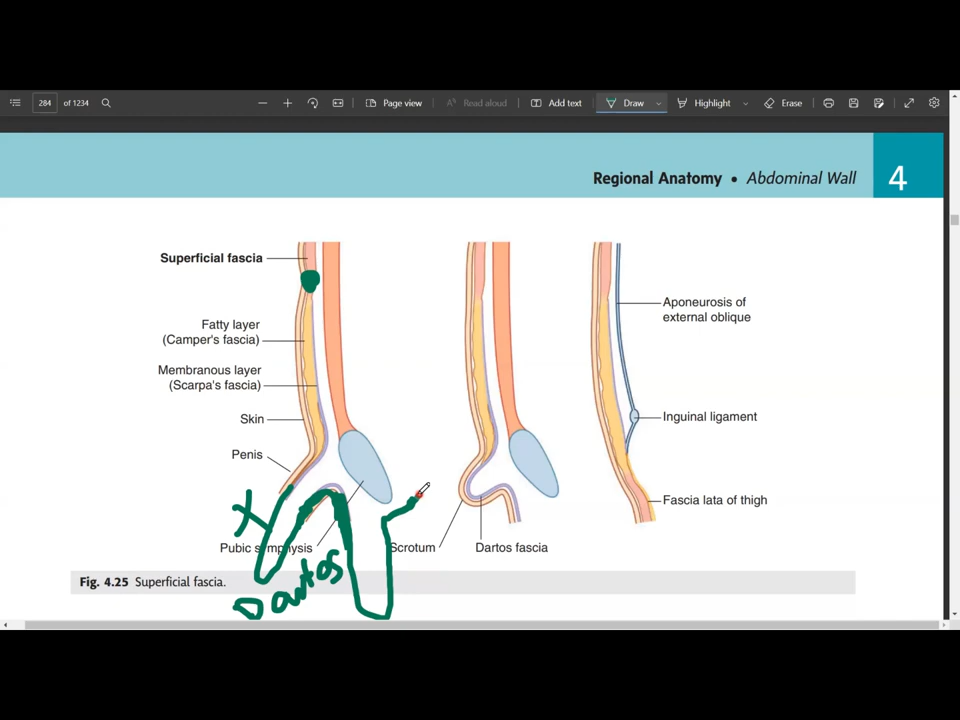 284 of 1234
Page view
Read aloud
Add text
Draw
Highlight
Erase
Regional Anatomy • Abdominal Wall
4
Superficial fascia
Fatty layer
(Camper's fascia)
Membranous layer
(Scarpa's fascia)
Skin
Penis
X
Pubic symphysis
Dartos
Scrotum
Dartos fascia
Aponeurosis of
external oblique
Inguinal ligament
Fascia lata of thigh
Fig. 4.25 Superficial fascia.